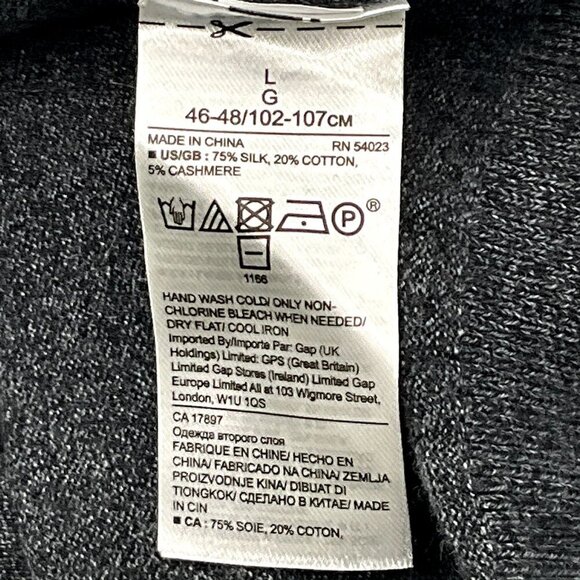 L
G
46-48/102-107CM
MADE IN CHINA RN 54023
■ US/GB : 75% SILK, 20% COTTON,
5% CASHMERE
P ®
1166
HAND WASH COLD/ ONLY NON-
CHLORINE BLEACH WHEN NEEDED/
DRY FLAT/ COOL IRON
Imported By/Importe Par: Gap (UK
Holdings) Limited: GPS (Great Britain)
Limited Gap Stores (Ireland) Limited Gap
Europe Limited All at 103 Wigmore Street,
London, W1U 1QS
CA 17897
Одежда второго слоя
FABRIQUE EN CHINE/ HECHO EN
CHINA/ FABRICADO NA CHINA/ ZEMLJA
PROIZVODNJE KINA/ DIBUAT DI
TIONGKOK/ СДЕЛАНО В КИТАЕ/ MADE
IN CIN
■ CA : 75% SOIE, 20% COTON,